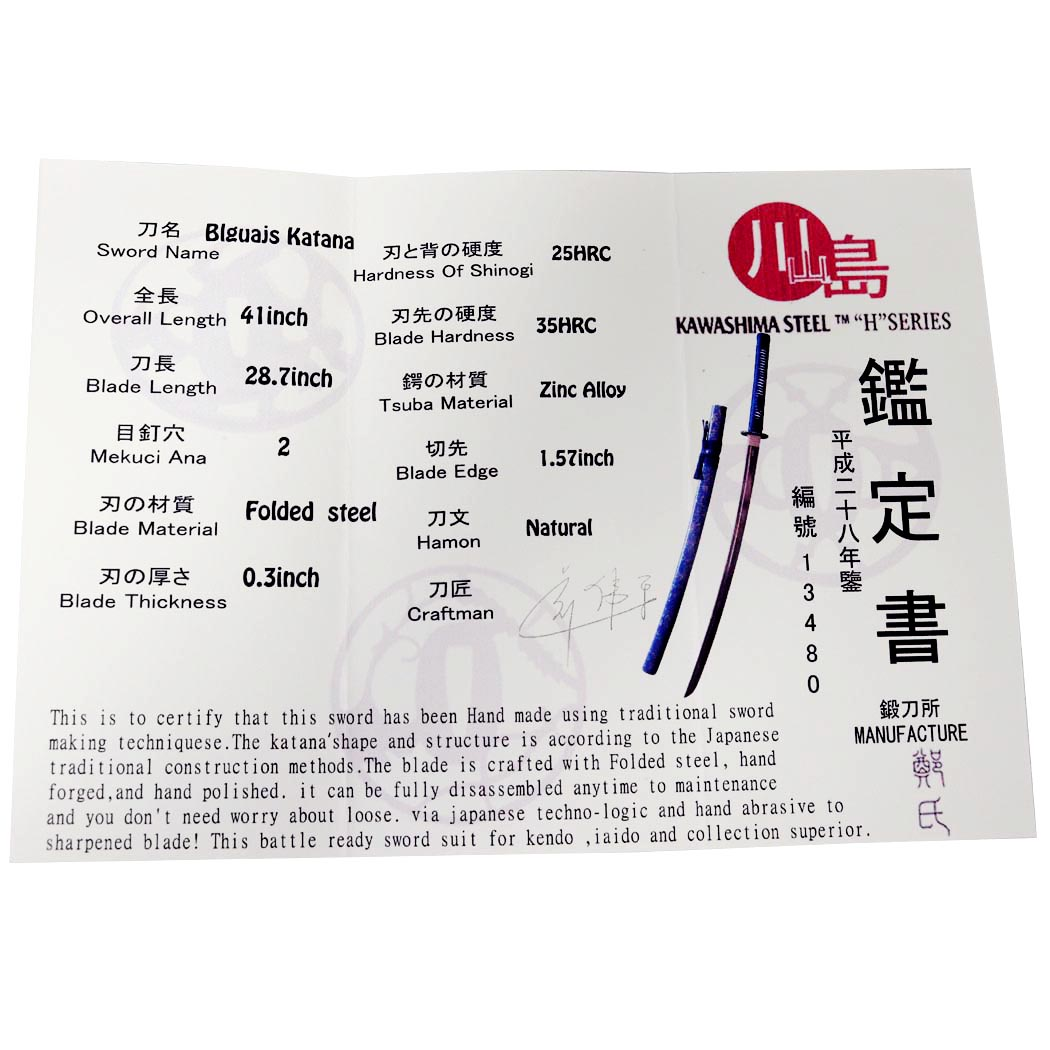 刀名
Sword Name
BIguajs Katana
全長
Overall Length
41inch
刀長
Blade Length
28.7inch
目釘穴
Mekuci Ana
2
刃の材質
Blade Material
Folded steel
刃の厚さ
Blade Thickness
0.3inch
刃と背の硬度
Hardness Of Shinogi
25HRC
刃先の硬度
Blade Hardness
35HRC
鍔の材質
Tsuba Material
Zinc Alloy
切先
Blade Edge
1.57inch
刀文
Hamon
Natural
刀匠
Craftman
川山島
KAWASHIMA STEEL ™ “H”SERIES
鑑定書
平成二十八年鑒
編號 13480
鍛刀所
MANUFACTURE
鄭氏
This is to certify that this sword has been Hand made using traditional sword
making techniquese.The katana'shape and structure is according to the Japanese
traditional construction methods.The blade is crafted with Folded steel, hand
forged,and hand polished. it can be fully disassembled anytime to maintenance
and you don't need worry about loose. via japanese techno-logic and hand abrasive to
sharpened blade! This battle ready sword suit for kendo ,iaido and collection superior.